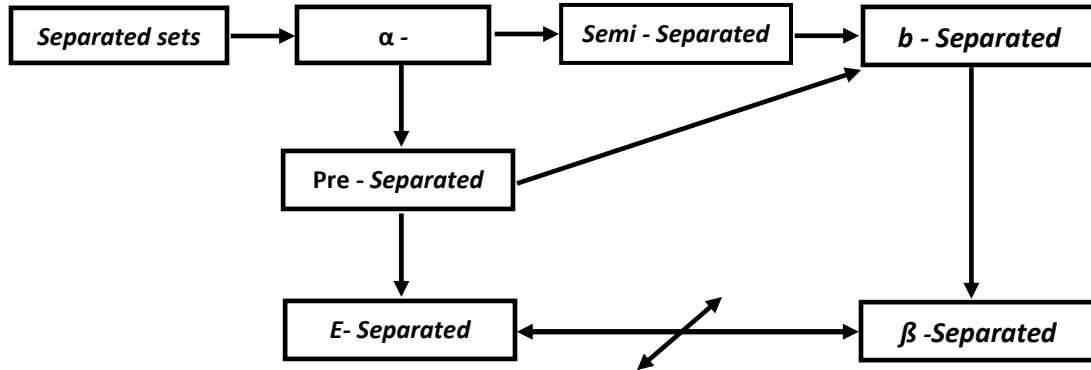 Separated sets
α -
Semi - Separated
b - Separated
Pre - Separated
E- Separated
ß -Separated